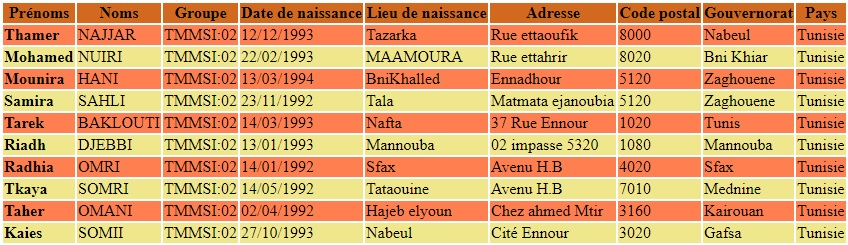 Prénoms Noms Groupe Date de naissance Lieu de naissance Adresse Code postal Gouvernorat Pays
Thamer NAJJAR TMMSI:02 12/12/1993 Tazarka Rue ettaoufik 8000 Nabeul Tunisie
Mohamed NUIRI TMMSI:02 22/02/1993 MAAMOURA Rue ettahrir 8020 Bni Khiar Tunisie
Mounira HANI TMMSI:02 13/03/1994 BniKhalled Ennadhour 5120 Zaghouene Tunisie
Samira SAHLI TMMSI:02 23/11/1992 Tala Matmata ejanoubia 5120 Zaghouene Tunisie
Tarek BAKLOUTI TMMSI:02 14/03/1993 Nafta 37 Rue Ennour 1020 Tunis Tunisie
Riadh DJEBBI TMMSI:02 13/01/1993 Mannouba 02 impasse 5320 1080 Mannouba Tunisie
Radhia OMRI TMMSI:02 14/01/1992 Sfax Avenu H.B 4020 Sfax Tunisie
Tkaya SOMRI TMMSI:02 14/05/1992 Tataouine Avenu H.B 7010 Mednine Tunisie
Taher OMANI TMMSI:02 02/04/1992 Hajeb elyoun Chez ahmed Mtir 3160 Kairouan Tunisie
Kaies SOMII TMMSI:02 27/10/1993 Nabeul Cité Ennour 3020 Gafsa Tunisie